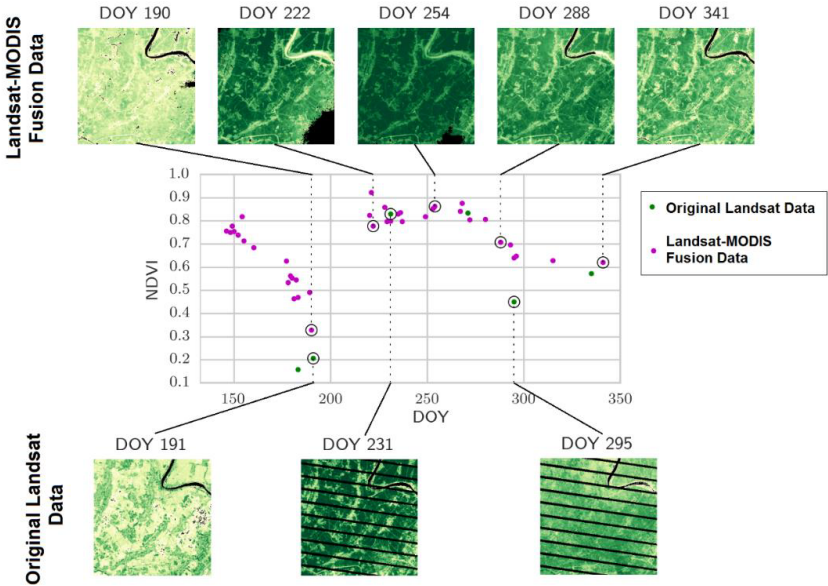 Landsat-MODIS
Fusion Data
DOY 190
DOY 222
DOY 254
DOY 288
DOY 341
1.0
0.9
0.8
0.7
0.6
0.5
0.4
0.3
0.2
0.1
NDVI
150
200
250
300
350
DOY
Original Landsat Data
Landsat-MODIS
Fusion Data
Original Landsat
Data
DOY 191
DOY 231
DOY 295